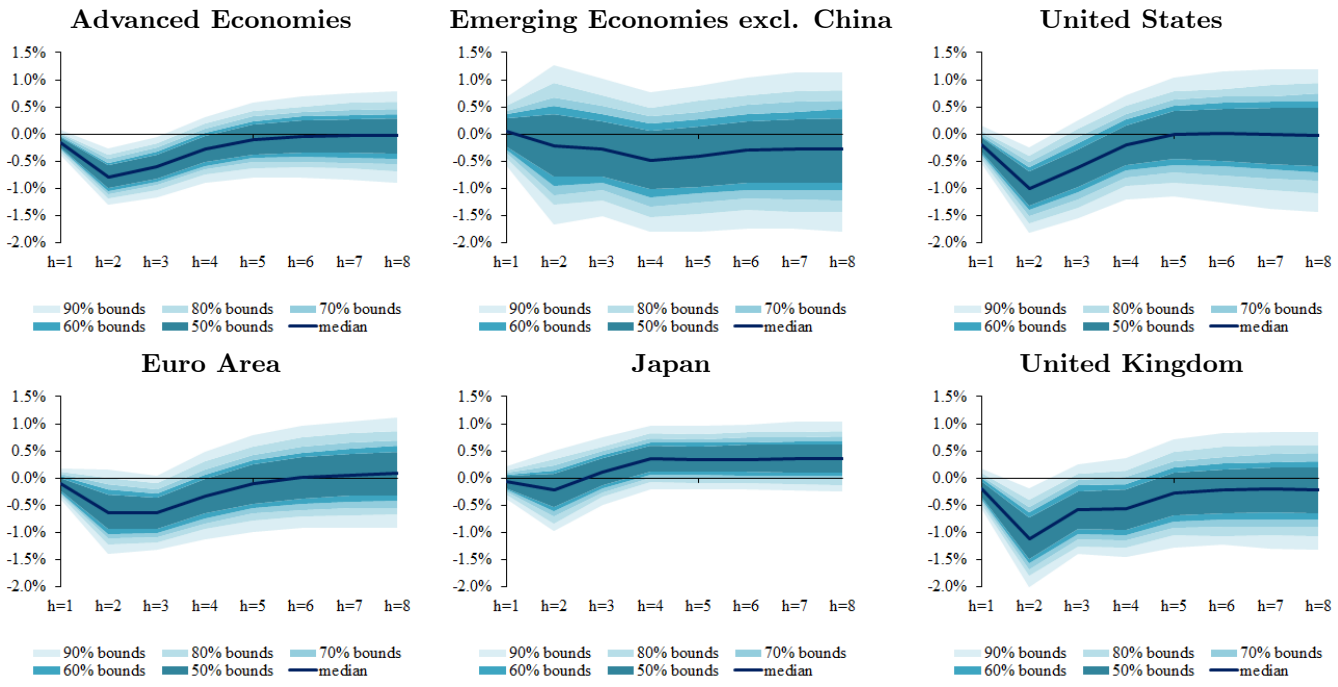 Advanced Economies
1.5%
1.0%
0.5%
0.0%
-0.5%
-1.0%
-1.5%
-2.0%
h=1 h=2 h=3 h=4 h=5 h=6 h=7 h=8
90% bounds 80% bounds 70% bounds
60% bounds 50% bounds median
Emerging Economies excl. China
1.5%
1.0%
0.5%
0.0%
-0.5%
-1.0%
-1.5%
-2.0%
h=1 h=2 h=3 h=4 h=5 h=6 h=7 h=8
90% bounds 80% bounds 70% bounds
60% bounds 50% bounds median
United States
1.5%
1.0%
0.5%
0.0%
-0.5%
-1.0%
-1.5%
-2.0%
h=1 h=2 h=3 h=4 h=5 h=6 h=7 h=8
90% bounds 80% bounds 70% bounds
60% bounds 50% bounds median
Euro Area
1.5%
1.0%
0.5%
0.0%
-0.5%
-1.0%
-1.5%
-2.0%
h=1 h=2 h=3 h=4 h=5 h=6 h=7 h=8
90% bounds 80% bounds 70% bounds
60% bounds 50% bounds median
Japan
1.5%
1.0%
0.5%
0.0%
-0.5%
-1.0%
-1.5%
-2.0%
h=1 h=2 h=3 h=4 h=5 h=6 h=7 h=8
90% bounds 80% bounds 70% bounds
60% bounds 50% bounds median
United Kingdom
1.5%
1.0%
0.5%
0.0%
-0.5%
-1.0%
-1.5%
-2.0%
h=1 h=2 h=3 h=4 h=5 h=6 h=7 h=8
90% bounds 80% bounds 70% bounds
60% bounds 50% bounds median